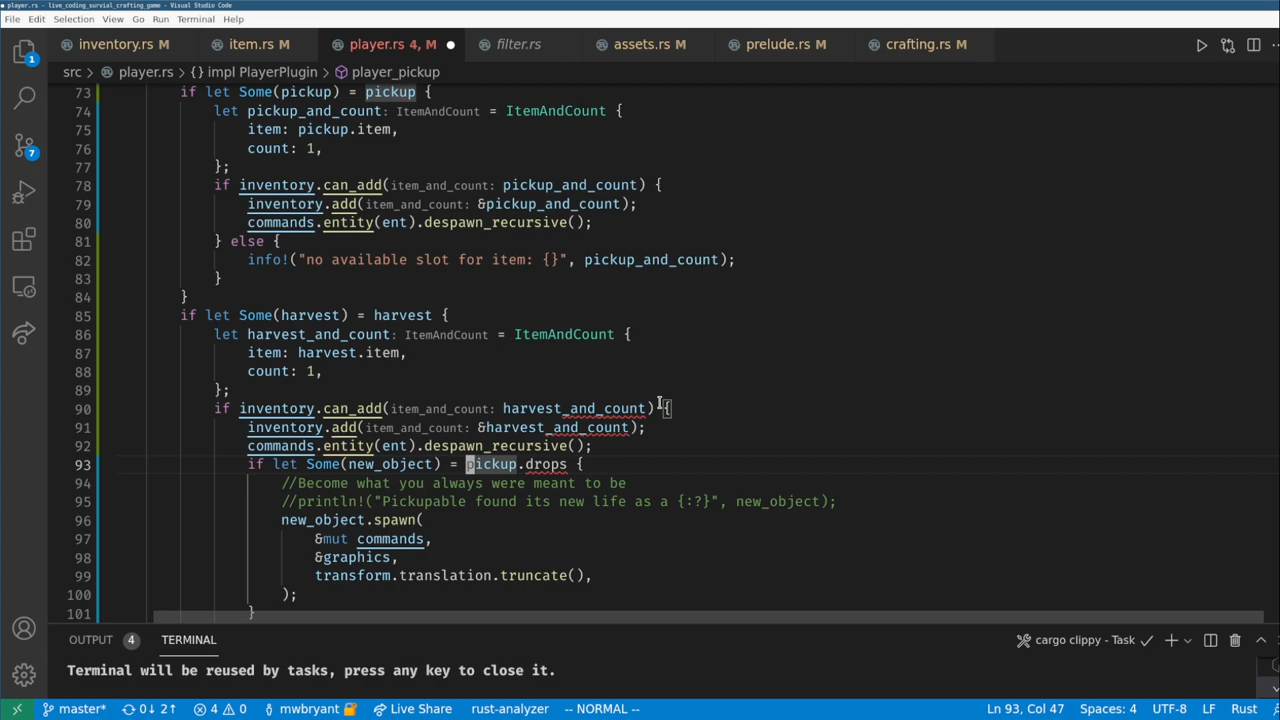 player.rs - live_coding_survial_crafting_game - Visual Studio Code
File Edit Selection View Go Run Terminal Help
inventory.rs M item.rs M player.rs 4, M filter.rs assets.rs M prelude.rs M crafting.rs M
src > player.rs > {} impl PlayerPlugin > player_pickup
73 if let Some(pickup) = pickup {
74 let pickup_and_count: ItemAndCount = ItemAndCount {
75 item: pickup.item,
76 count: 1,
77 };
78 if inventory.can_add(item_and_count: pickup_and_count) {
79 inventory.add(item_and_count: &pickup_and_count);
80 commands.entity(ent).despawn_recursive();
81 } else {
82 info!("no available slot for item: {}", pickup_and_count);
83 }
84 }
85 if let Some(harvest) = harvest {
86 let harvest_and_count: ItemAndCount = ItemAndCount {
87 item: harvest.item,
88 count: 1,
89 };
90 if inventory.can_add(item_and_count: harvest_and_count) {
91 inventory.add(item_and_count: &harvest_and_count);
92 commands.entity(ent).despawn_recursive();
93 if let Some(new_object) = pickup.drops {
94 //Become what you always were meant to be
95 //println!("Pickupable found its new life as a {:?}", new_object);
96 new_object.spawn(
97 &mut commands,
98 &graphics,
99 transform.translation.truncate(),
100 );
101 }
1
7
OUTPUT 4 TERMINAL cargo clippy - Task
Terminal will be reused by tasks, press any key to close it.
master* 0↓ 2↑ 4 0 mwbryant Live Share rust-analyzer -- NORMAL -- Ln 93, Col 47 Spaces: 4 UTF-8 LF Rust